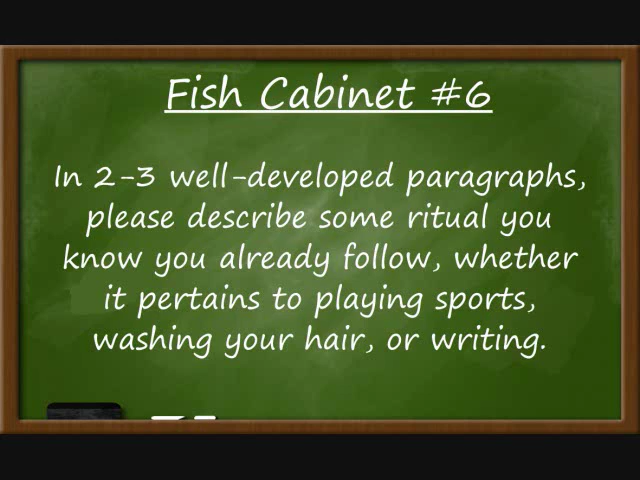 Fish Cabinet #6
In 2-3 well-developed paragraphs,
please describe some ritual you
know you already follow, whether
it pertains to playing sports,
washing your hair, or writing.